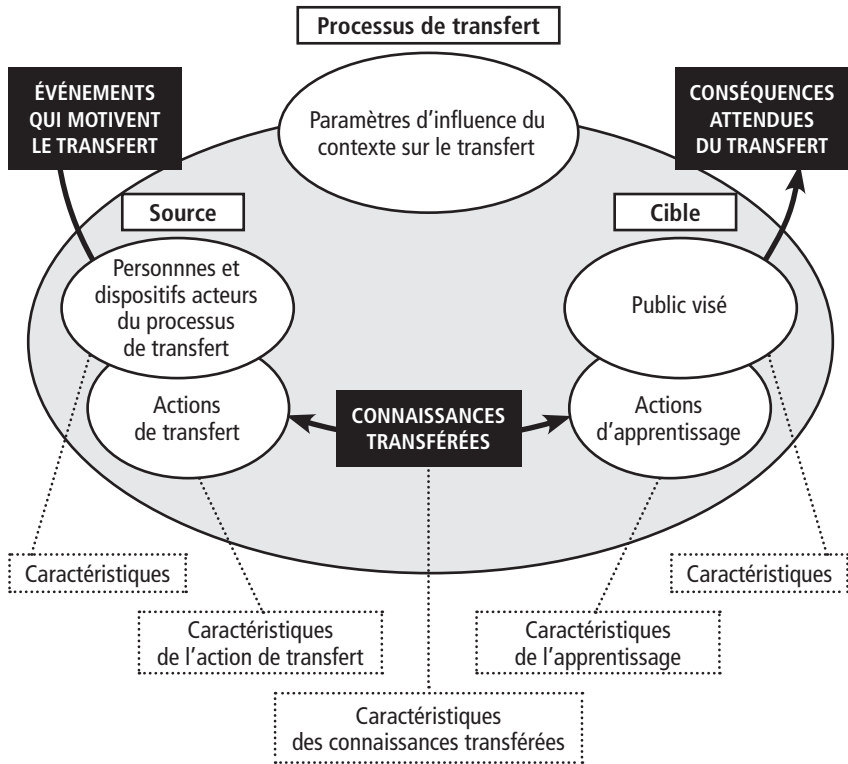 Processus de transfert
ÉVÉNEMENTS
QUI MOTIVENT
LE TRANSFERT
Paramètres d’influence du
contexte sur le transfert
CONSÉQUENCES
ATTENDUES
DU TRANSFERT
Source
Cible
Personnnes et
dispositifs acteurs
du processus
de transfert
Public visé
Actions
de transfert
CONNAISSANCES
TRANSFÉRÉES
Actions
d’apprentissage
Caractéristiques
Caractéristiques
Caractéristiques
de l’action de transfert
Caractéristiques
de l’apprentissage
Caractéristiques
des connaissances transférées